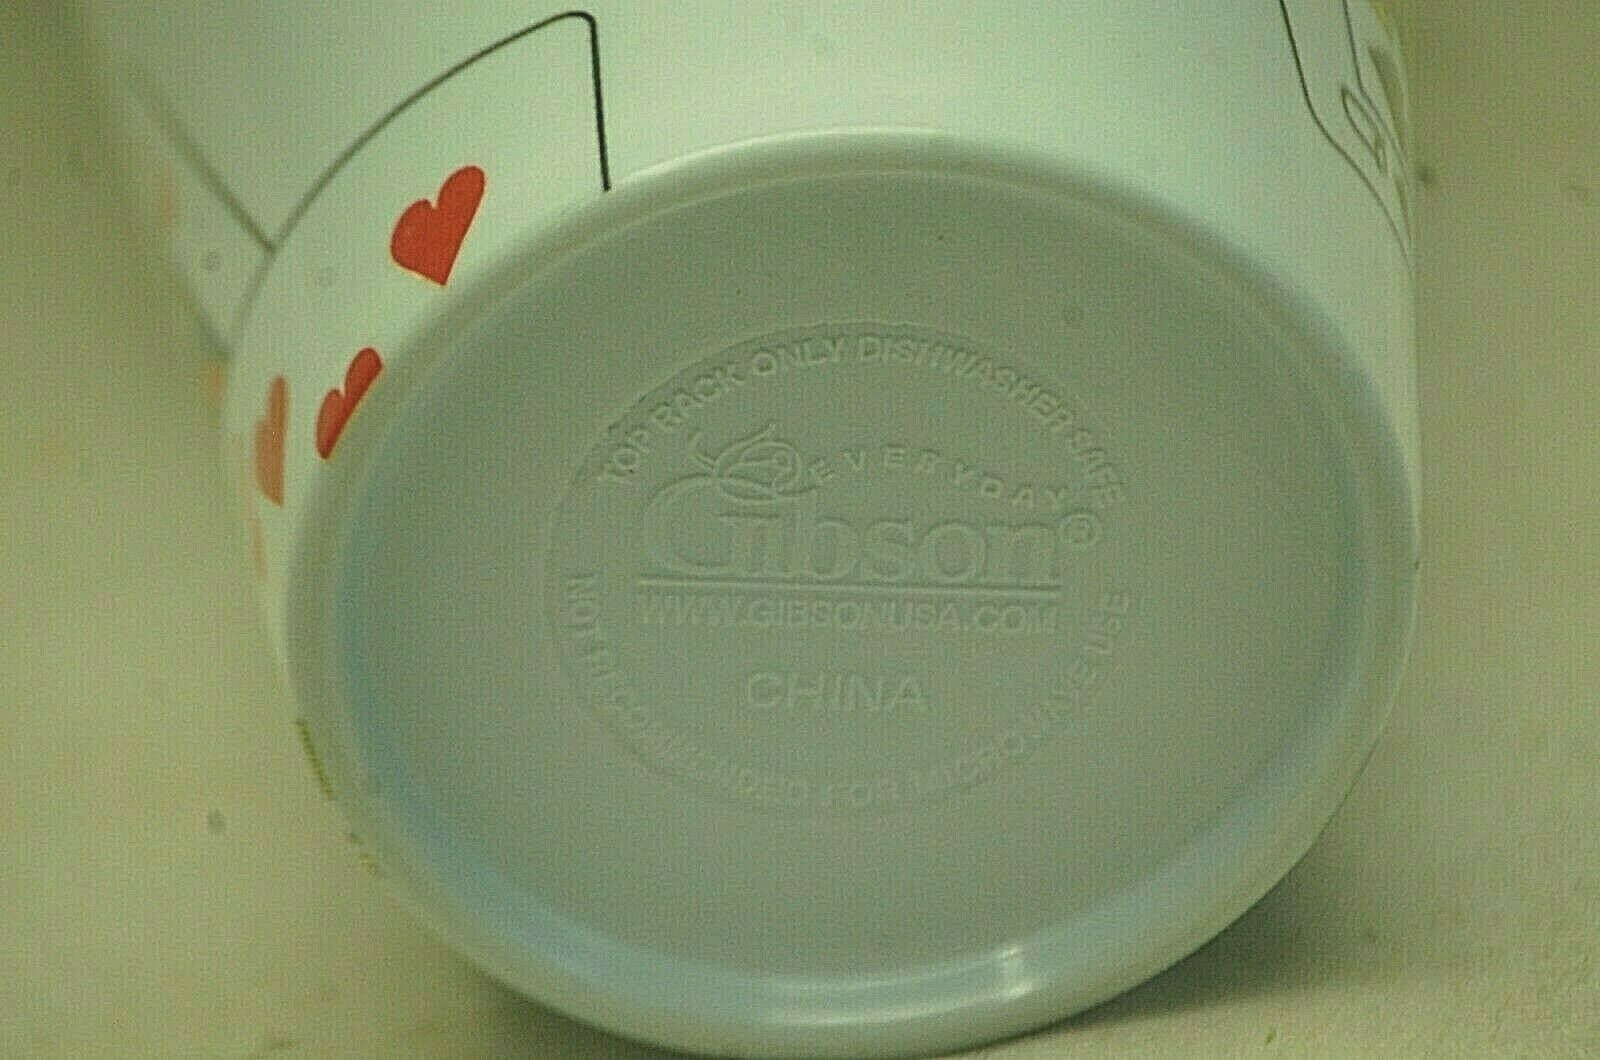 TOP RACK ONLY DISHWASHER SAFE
EVERYDAY
Gibson®
WWW.GIBSONUSA.COM
CHINA
NOT RECOMMENDED FOR MICROWAVE USE